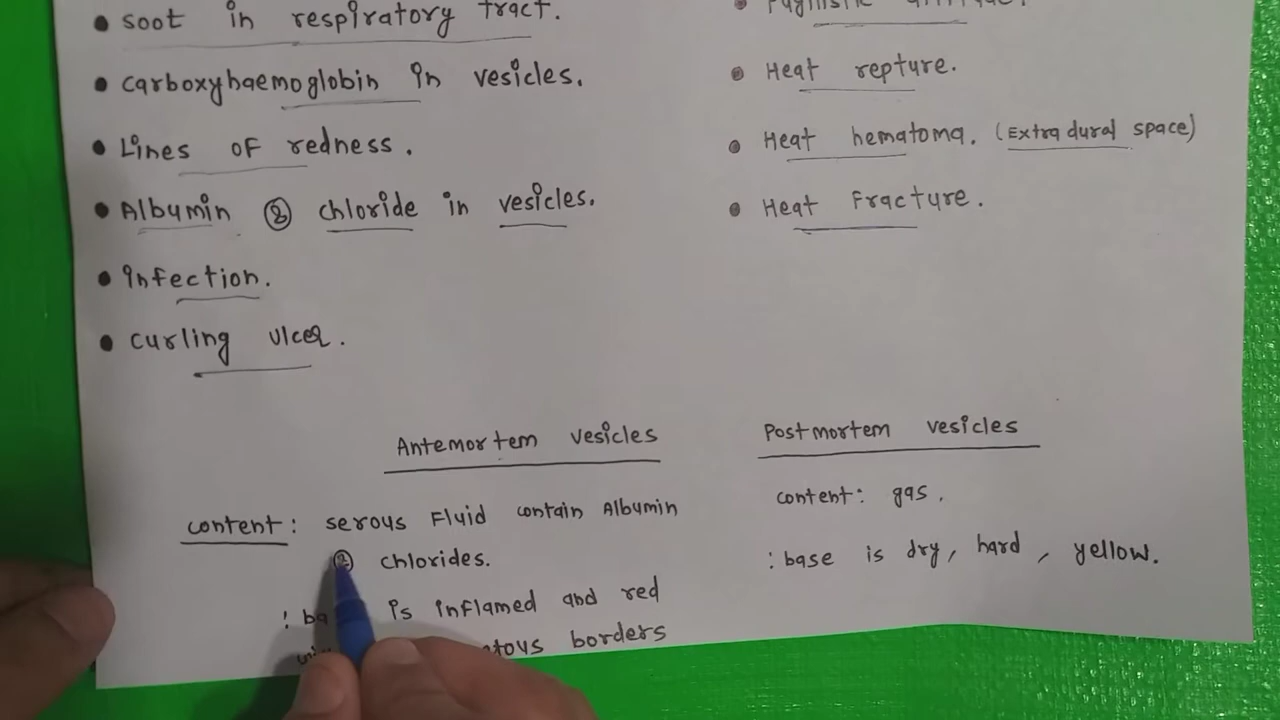 • soot in respiratory tract.
• carboxyhaemoglobin in vesicles.
• Lines of redness.
• Albumin & chloride in vesicles.
• infection.
• curling ulcer.
• Heat repture.
• Heat hematoma. (Extradural space)
• Heat Fracture.
Antemortem vesicles
content: serous Fluid contain Albumin
& chlorides.
: is inflamed and red
borders
Postmortem vesicles
content: gas.
: base is dry, hard, yellow.